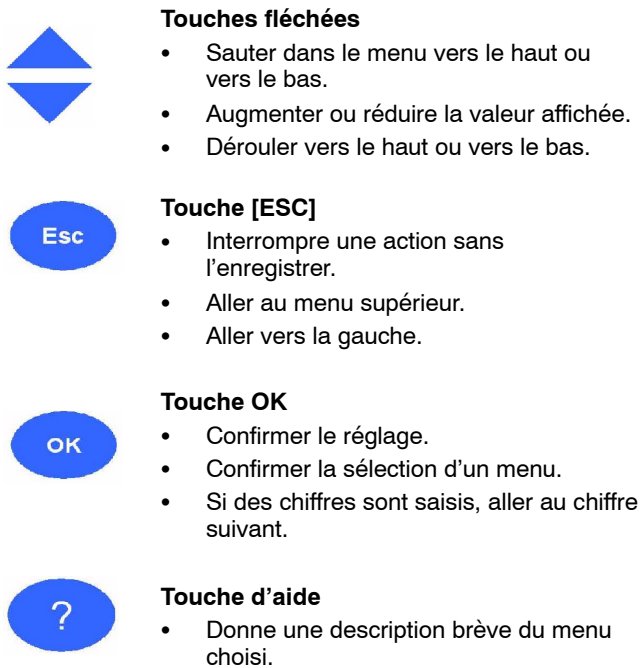 Touches fléchées
• Sauter dans le menu vers le haut ou
vers le bas.
• Augmenter ou réduire la valeur affichée.
• Dérouler vers le haut ou vers le bas.
Esc
Touche [ESC]
• Interrompre une action sans
l'enregistrer.
• Aller au menu supérieur.
• Aller vers la gauche.
OK
Touche OK
• Confirmer le réglage.
• Confirmer la sélection d'un menu.
• Si des chiffres sont saisis, aller au chiffre
suivant.
?
Touche d'aide
• Donne une description brève du menu
choisi.